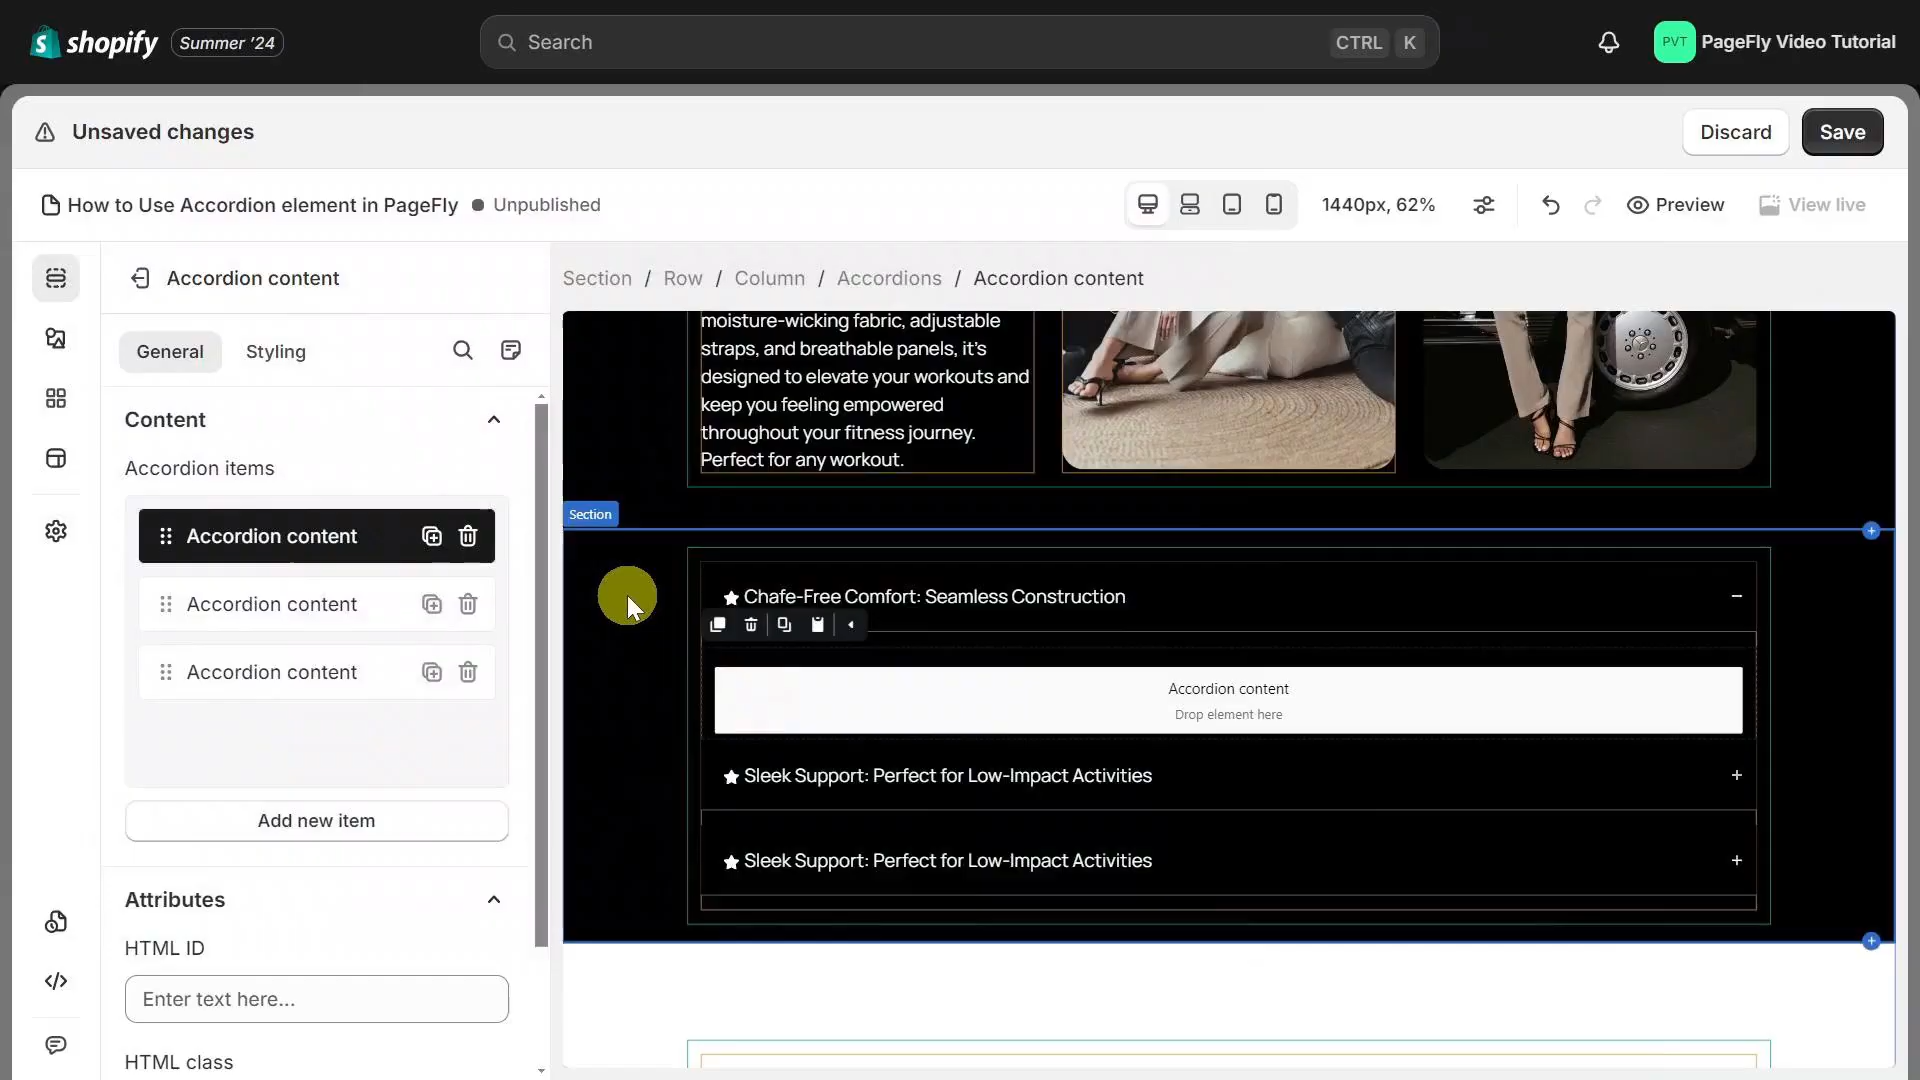 shopify
Summer '24
Search
CTRL K
PVT
PageFly Video Tutorial
Unsaved changes
Discard
Save
How to Use Accordion element in PageFly
Unpublished
1440px, 62%
Preview
View live
Accordion content
Section / Row / Column / Accordions / Accordion content
General
Styling
Content
Accordion items
Accordion content
Accordion content
Accordion content
Add new item
Attributes
HTML ID
Enter text here...
HTML class
moisture-wicking fabric, adjustable
straps, and breathable panels, it's
designed to elevate your workouts and
keep you feeling empowered
throughout your fitness journey.
Perfect for any workout.
Section
Chafe-Free Comfort: Seamless Construction
Accordion content
Drop element here
Sleek Support: Perfect for Low-Impact Activities
Sleek Support: Perfect for Low-Impact Activities